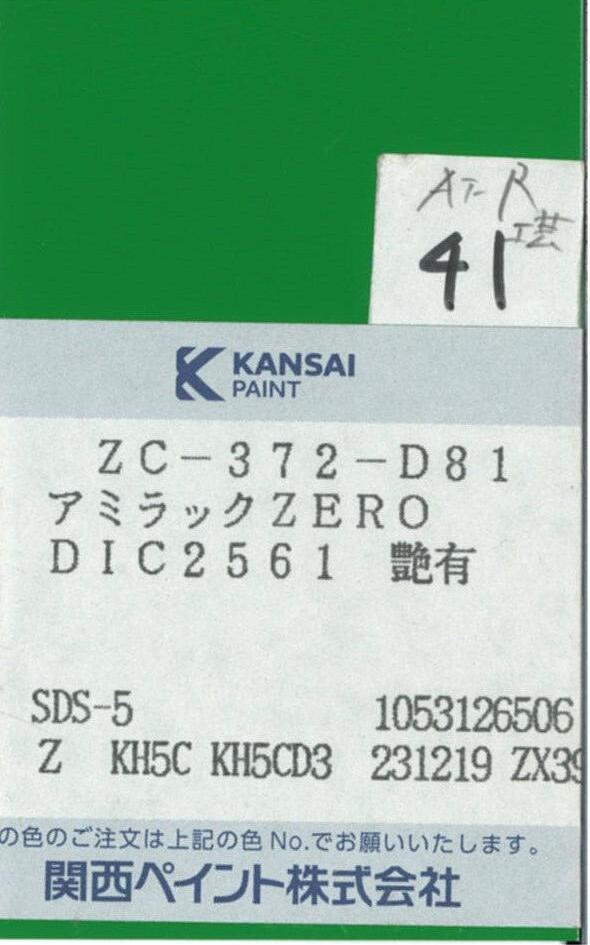 AT-R
工芸
41
KANSAI
PAINT
ZC-372-D81
アミラックZERO
DIC2561 艶有
SDS-5 1053126506
Z KH5C KH5CD3 231219 ZX39
の色のご注文は上記の色No.でお願いいたします。
関西ペイント株式会社